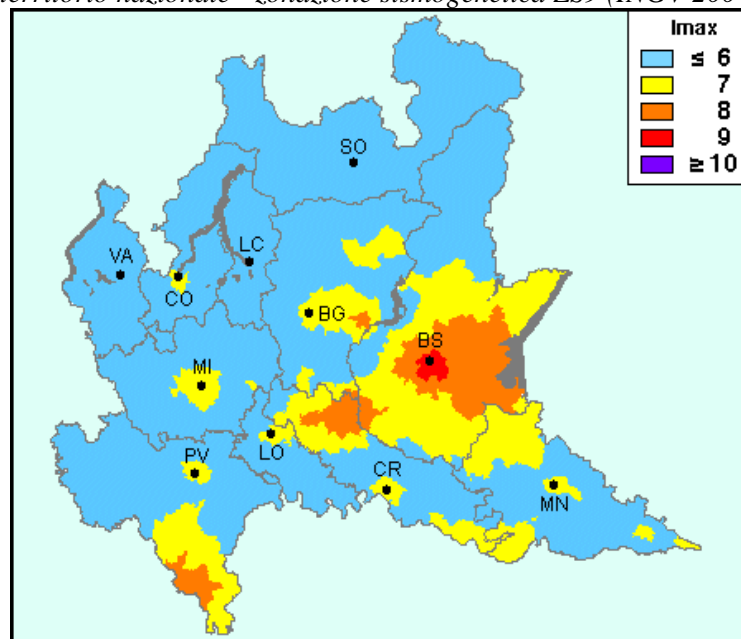 territorio nazionale - zonazione sismogenetica ZS9 (INGV 200
Imax
≤ 6
7
8
9
≥ 10
SO
VA
LC
CO
BG
BS
MI
LO
PV
CR
MN